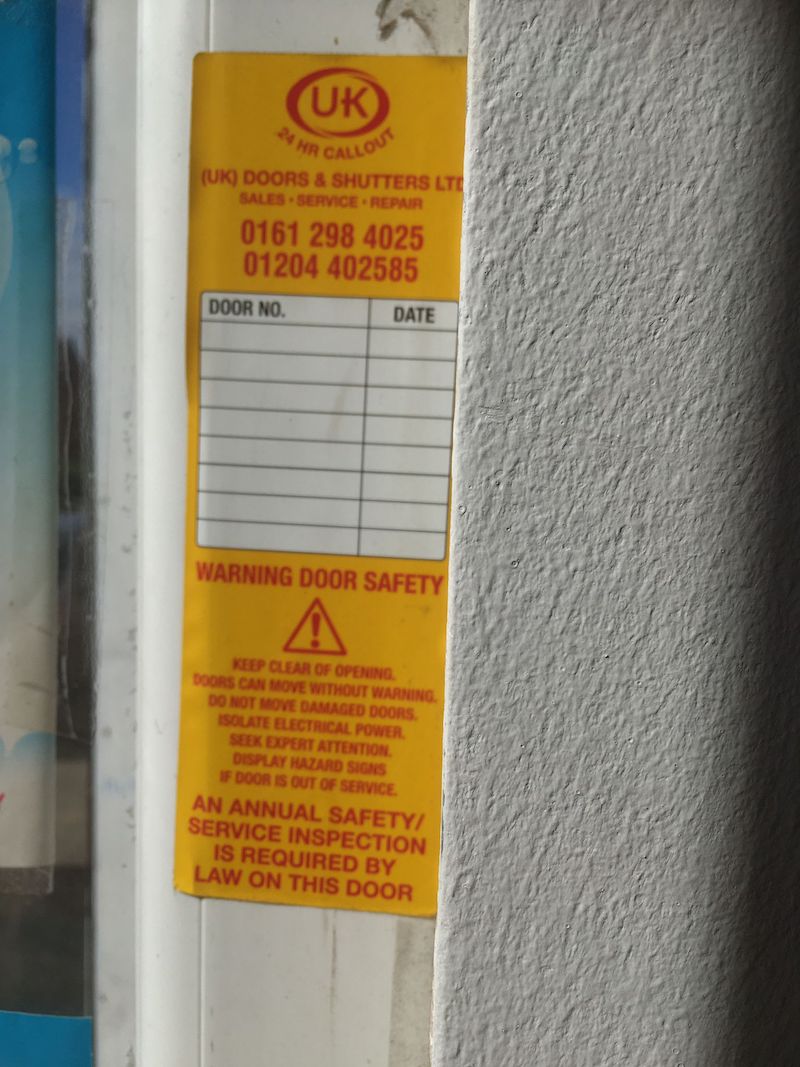 UK
24 HR CALLOUT
(UK) DOORS & SHUTTERS LTD
SALES · SERVICE · REPAIR
0161 298 4025
01204 402585
DOOR NO. DATE
WARNING DOOR SAFETY
KEEP CLEAR OF OPENING.
DOORS CAN MOVE WITHOUT WARNING.
DO NOT MOVE DAMAGED DOORS.
ISOLATE ELECTRICAL POWER.
SEEK EXPERT ATTENTION.
DISPLAY HAZARD SIGNS
IF DOOR IS OUT OF SERVICE.
AN ANNUAL SAFETY/
SERVICE INSPECTION
IS REQUIRED BY
LAW ON THIS DOOR